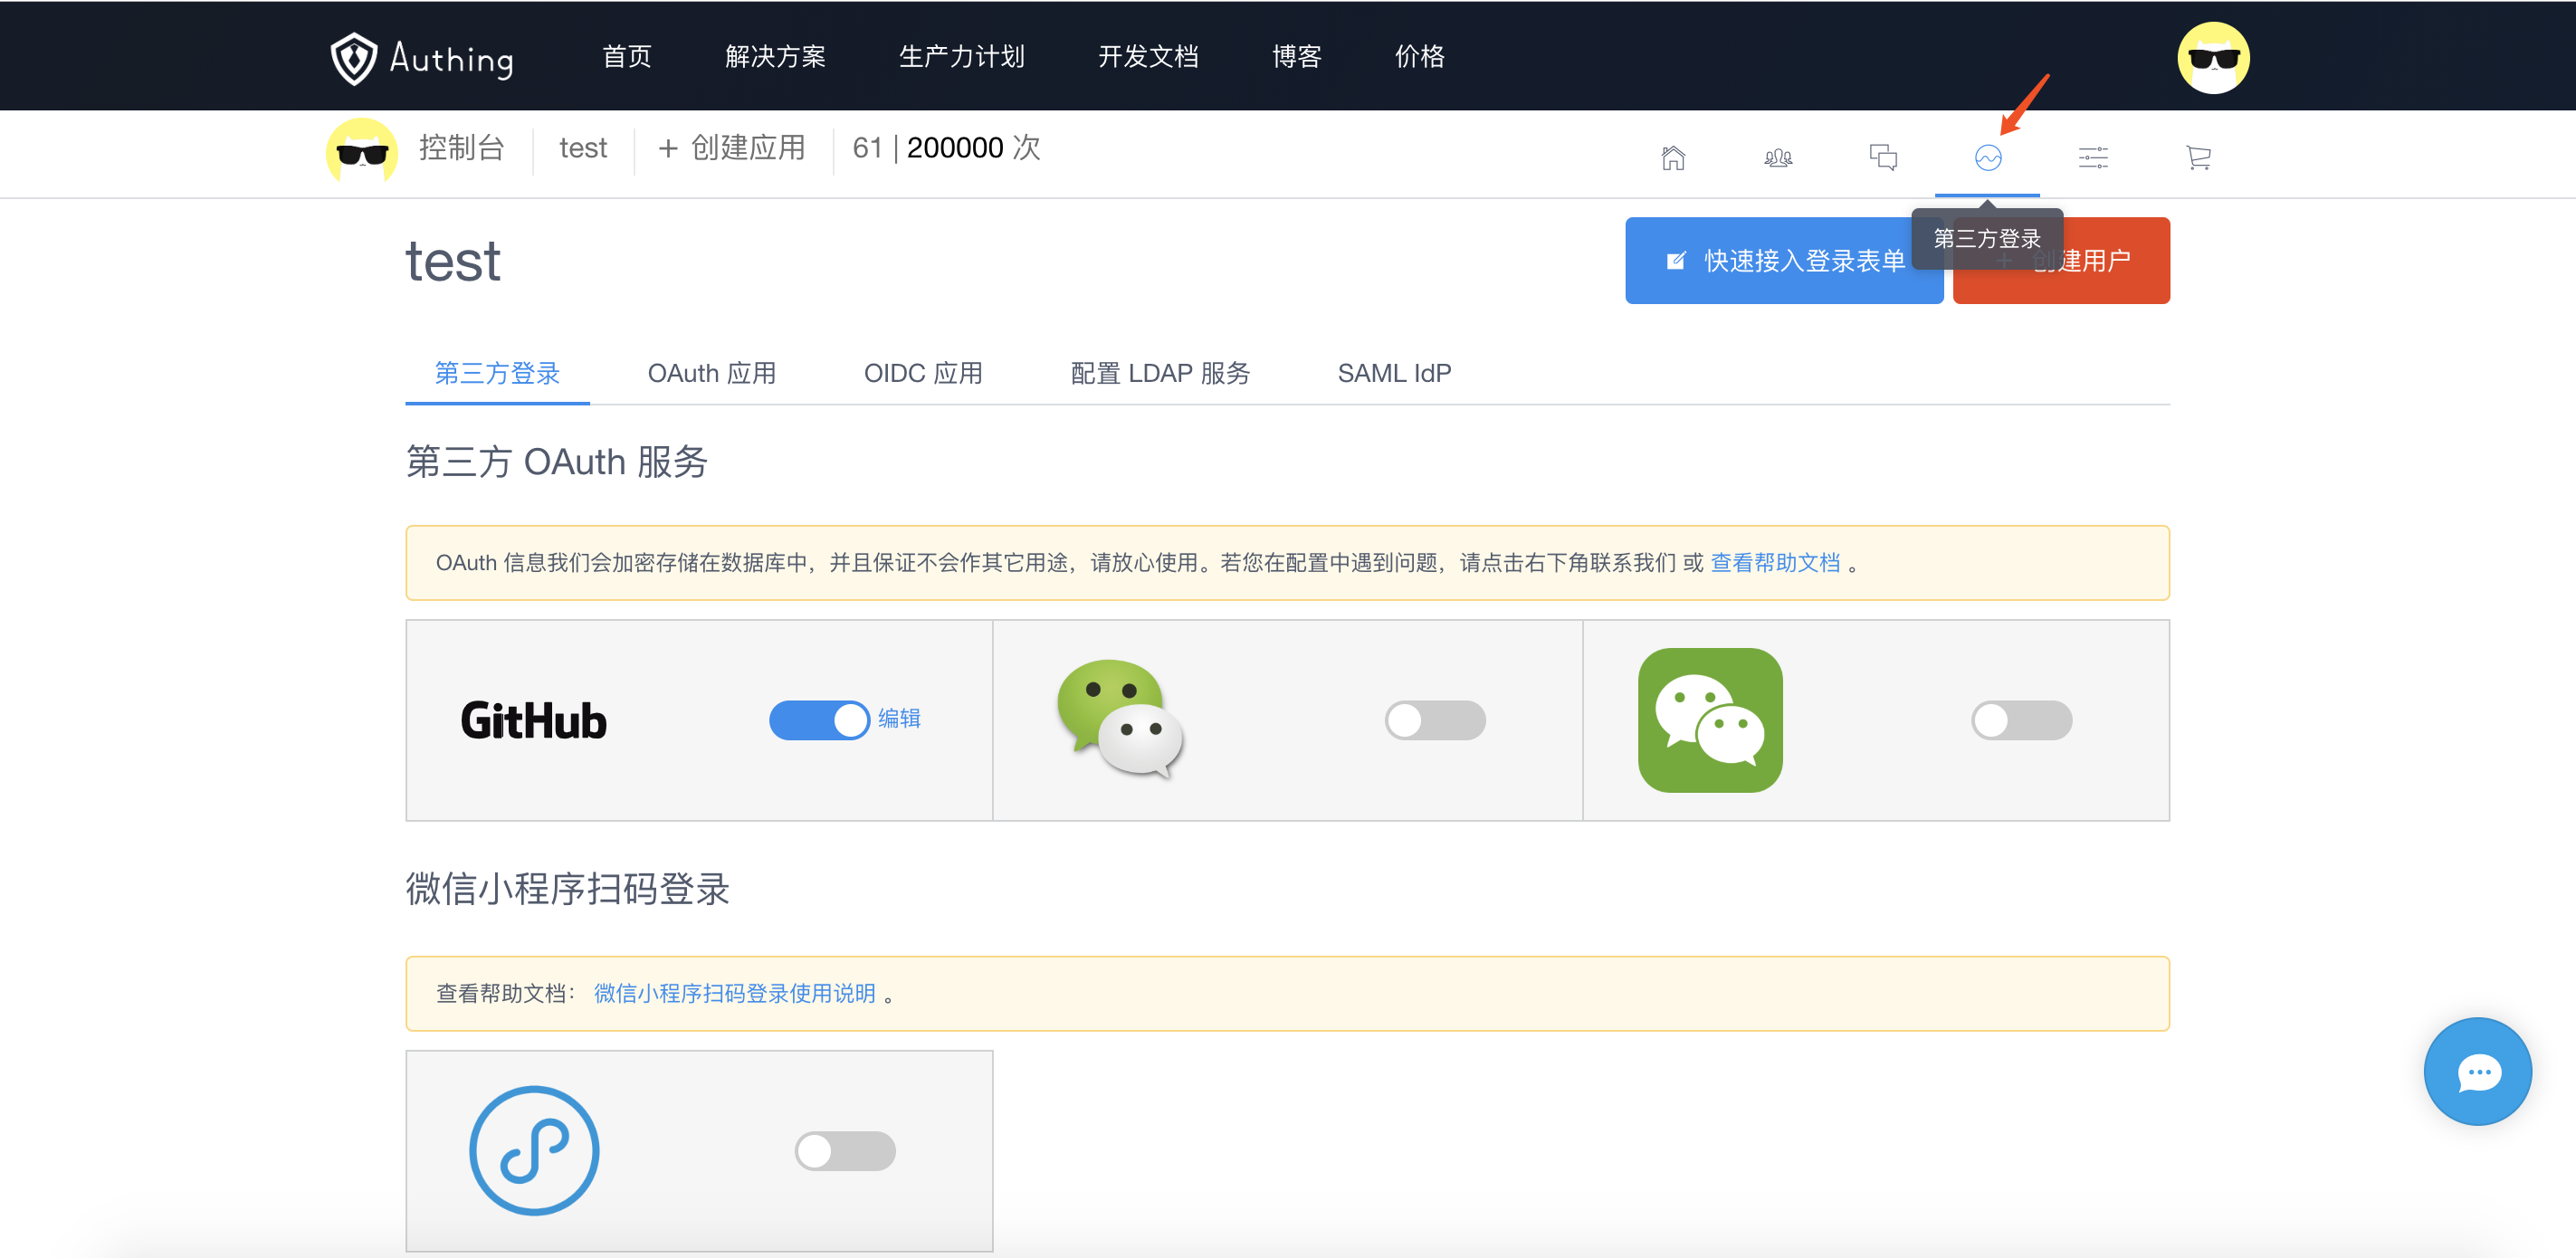 Authing 首页 解决方案 生产力计划 开发文档 博客 价格
控制台 test + 创建应用 61 | 200000 次
test
快速接入登录表单
第三方登录
+ 创建用户
第三方登录 OAuth 应用 OIDC 应用 配置 LDAP 服务 SAML IdP
第三方 OAuth 服务
OAuth 信息我们会加密存储在数据库中，并且保证不会作其它用途，请放心使用。若您在配置中遇到问题，请点击右下角联系我们 或 查看帮助文档 。
GitHub 编辑
微信小程序扫码登录
查看帮助文档： 微信小程序扫码登录使用说明 。